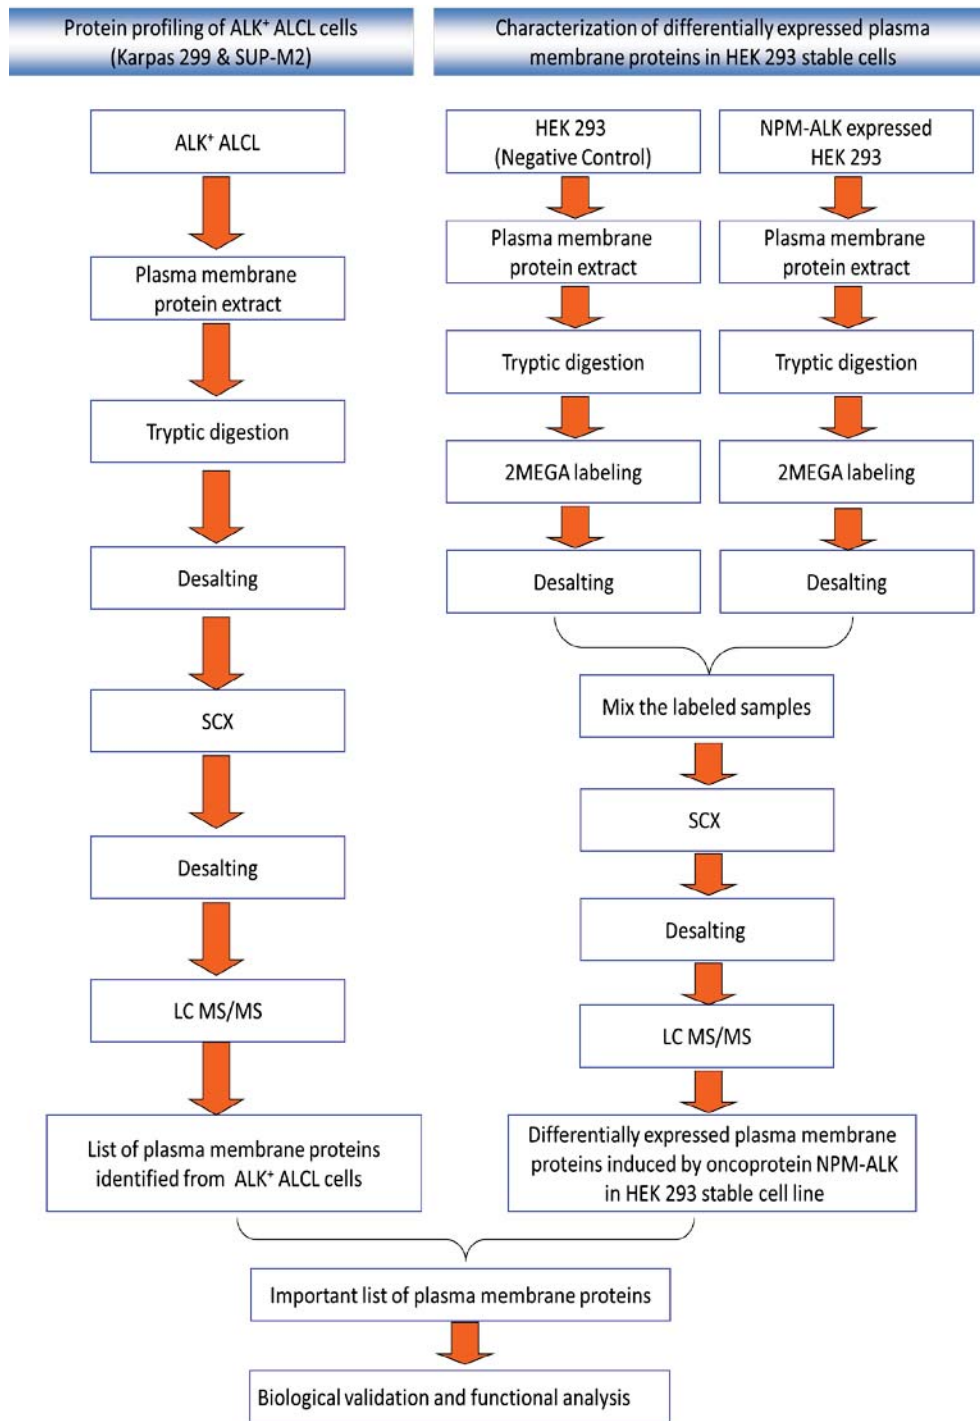 Protein profiling of ALK⁺ ALCL cells
(Karpas 299 & SUP-M2)
ALK⁺ ALCL
Plasma membrane
protein extract
Tryptic digestion
Desalting
SCX
Desalting
LC MS/MS
List of plasma membrane proteins
identified from ALK⁺ ALCL cells
Characterization of differentially expressed plasma
membrane proteins in HEK 293 stable cells
HEK 293
(Negative Control)
Plasma membrane
protein extract
Tryptic digestion
2MEGA labeling
Desalting
NPM-ALK expressed
HEK 293
Plasma membrane
protein extract
Tryptic digestion
2MEGA labeling
Desalting
Mix the labeled samples
SCX
Desalting
LC MS/MS
Differentially expressed plasma membrane
proteins induced by oncoprotein NPM-ALK
in HEK 293 stable cell line
Important list of plasma membrane proteins
Biological validation and functional analysis